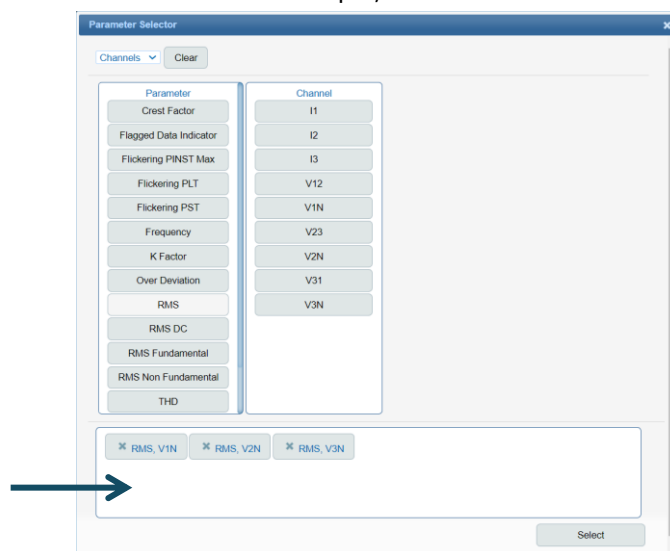 Parameter Selector
Channels Clear
Parameter Channel
Crest Factor I1
Flagged Data Indicator I2
Flickering PINST Max I3
Flickering PLT V12
Flickering PST V1N
Frequency V23
K Factor V2N
Over Deviation V31
RMS V3N
RMS DC
RMS Fundamental
RMS Non Fundamental
THD
RMS, V1N RMS, V2N RMS, V3N
Select